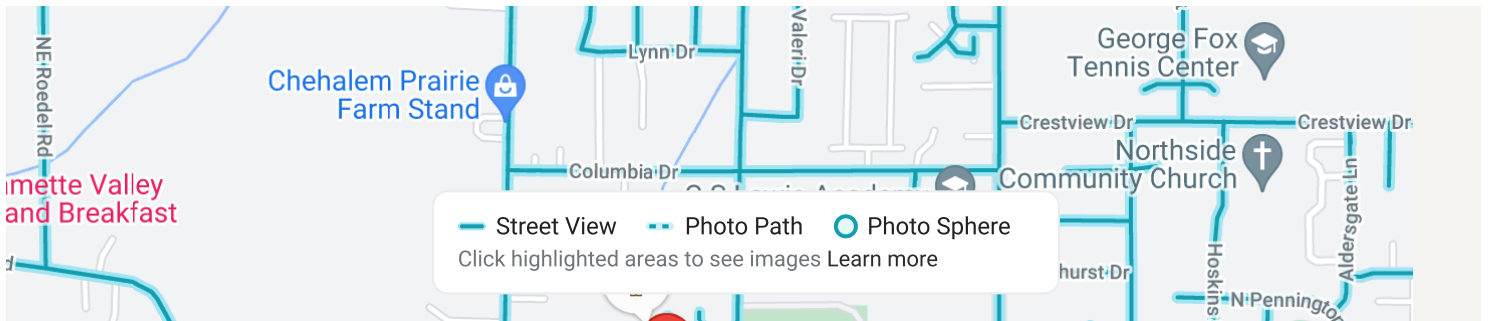 NE Roedel Rd
Lynn Dr
Valeri Dr
George Fox
Tennis Center
Chehalem Prairie
Farm Stand
Crestview Dr
Crestview Dr
Columbia Dr
Northside
Community Church
Aldersgate Ln
amette Valley
and Breakfast
Street View
Photo Path
Photo Sphere
Click highlighted areas to see images Learn more
hurst Dr
Hoskins
N Pennington